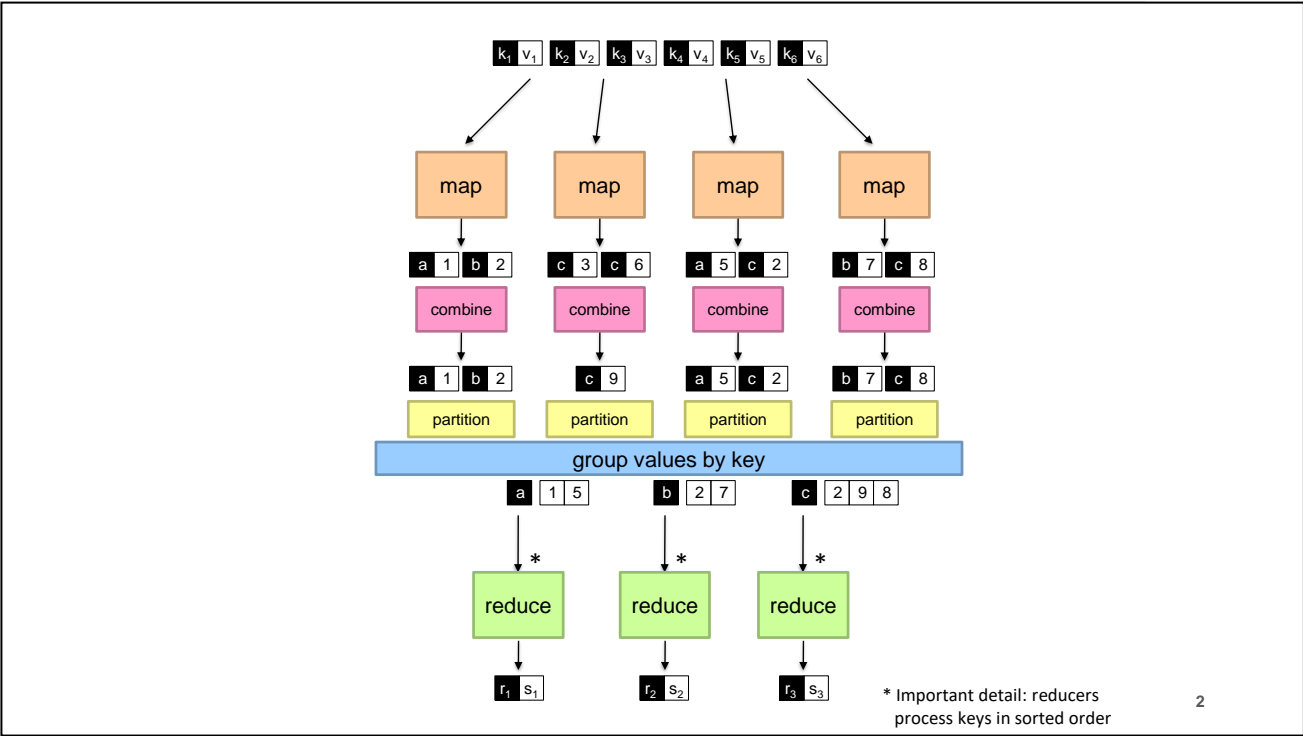 k1 v1 k2 v2 k3 v3 k4 v4 k5 v5 k6 v6
map map map map
a 1 b 2 c 3 c 6 a 5 c 2 b 7 c 8
combine combine combine combine
a 1 b 2 c 9 a 5 c 2 b 7 c 8
partition partition partition partition
group values by key
a 1 5 b 2 7 c 2 9 8
* * *
reduce reduce reduce
r1 s1 r2 s2 r3 s3
* Important detail: reducers
process keys in sorted order
2